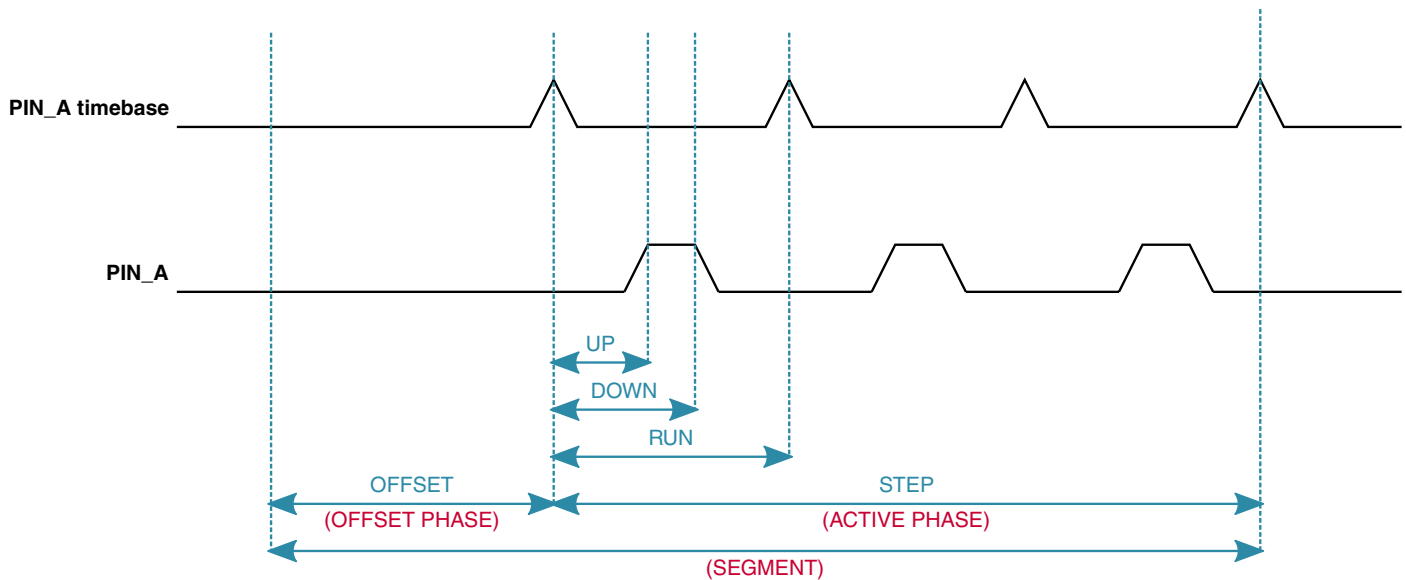 PIN_A timebase
PIN_A
UP
DOWN
RUN
OFFSET STEP
(OFFSET PHASE) (ACTIVE PHASE)
(SEGMENT)